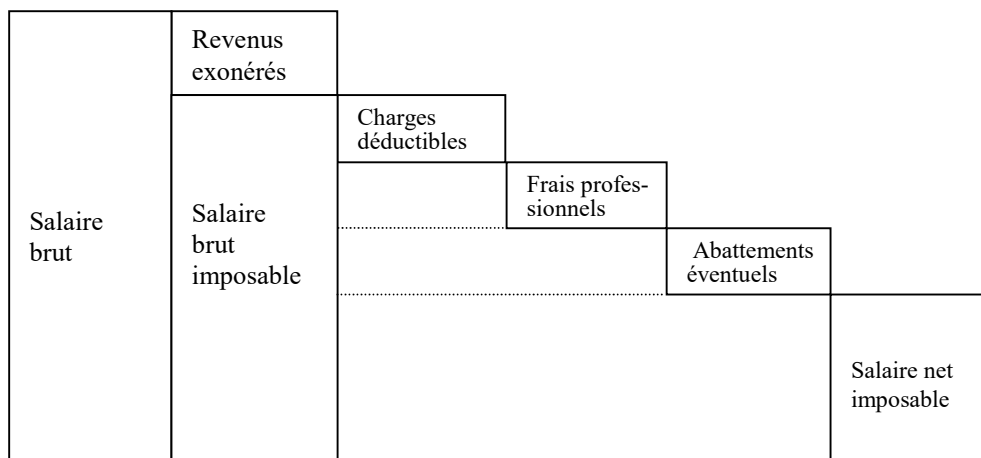 Revenus
exonérés
Charges
déductibles
Frais profes-
sionnels
Salaire
brut
Salaire
brut
imposable
Abattements
éventuels
Salaire net
imposable